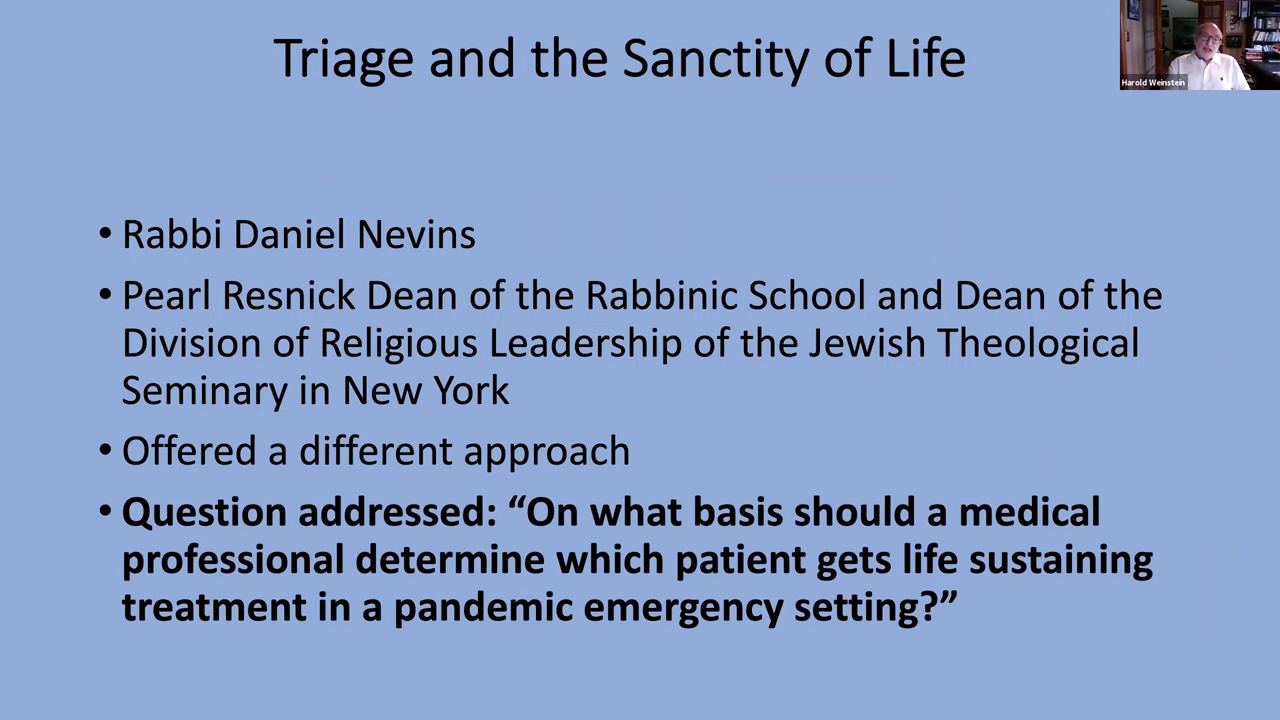 Triage and the Sanctity of Life
Harold Weinstein
• Rabbi Daniel Nevins
• Pearl Resnick Dean of the Rabbinic School and Dean of the
Division of Religious Leadership of the Jewish Theological
Seminary in New York
• Offered a different approach
• Question addressed: “On what basis should a medical
professional determine which patient gets life sustaining
treatment in a pandemic emergency setting?”